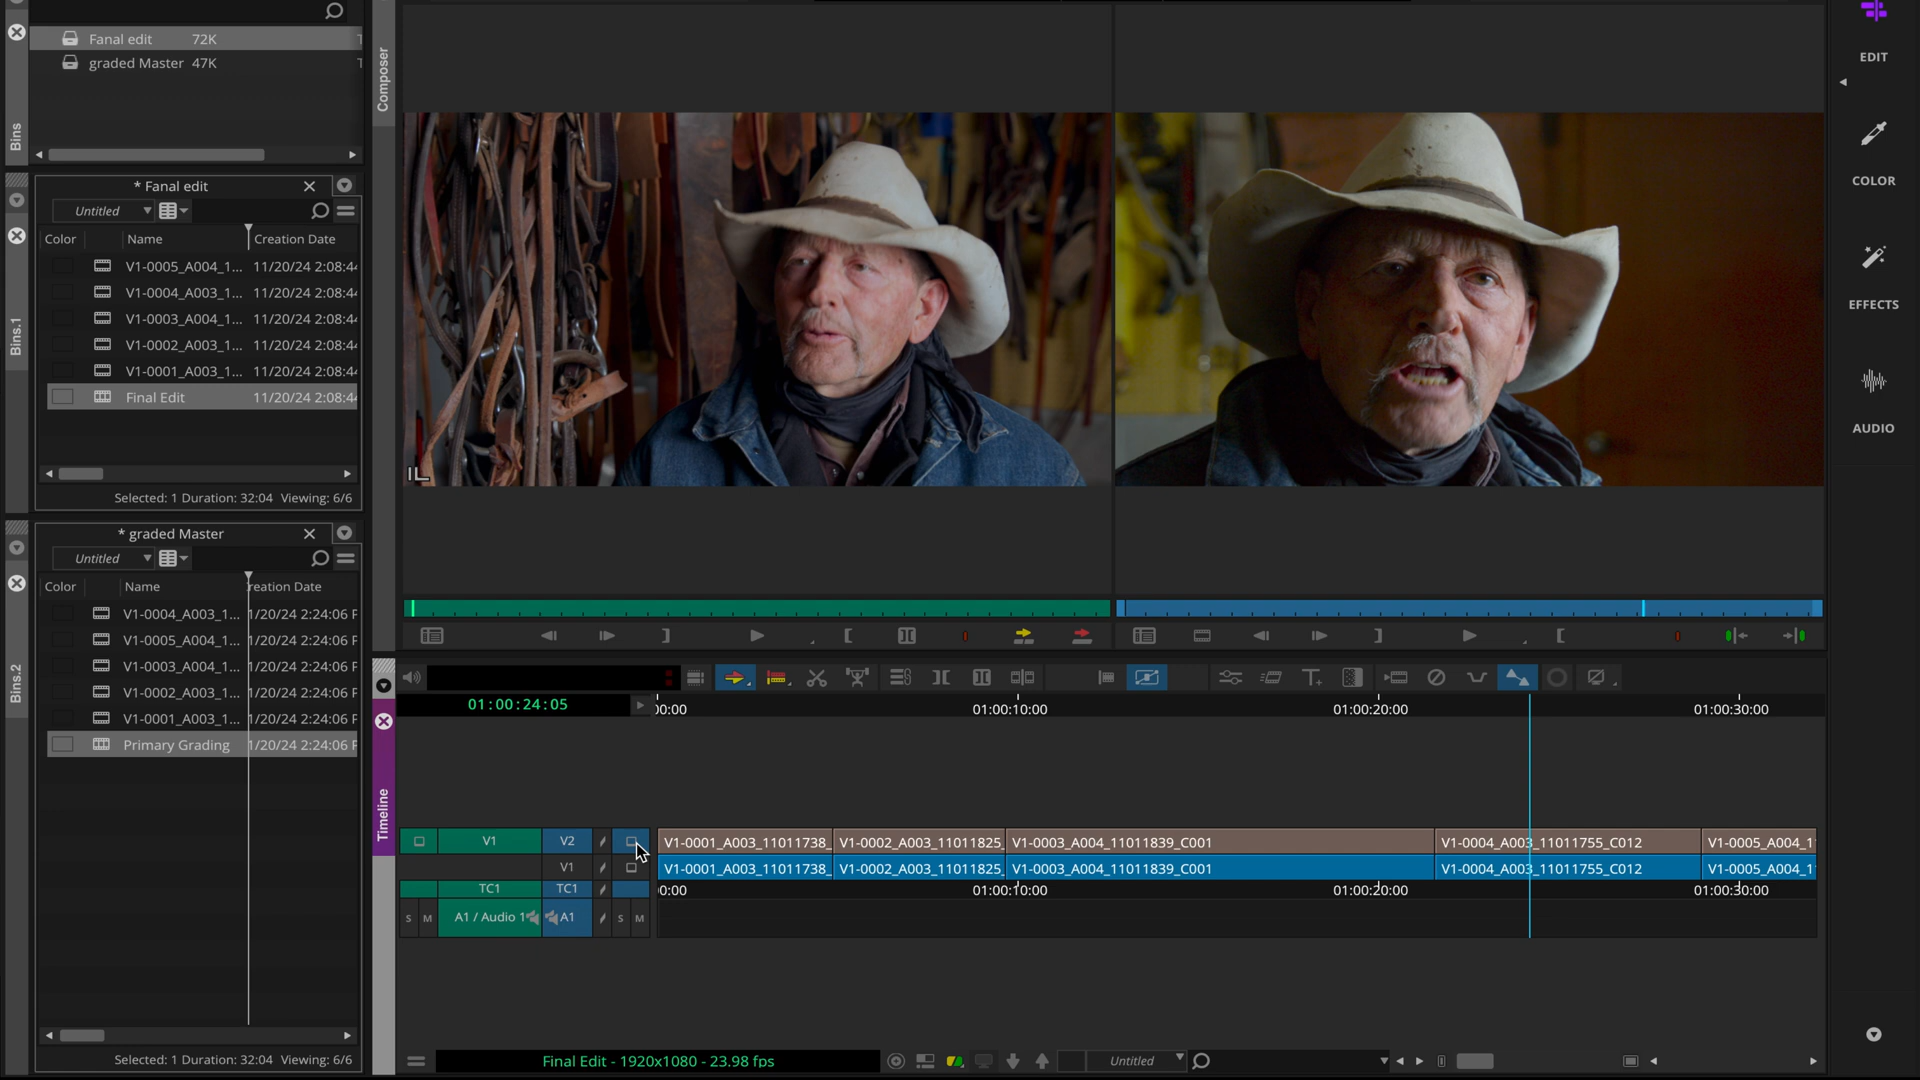 Fanal edit 72K T
graded Master 47K T
Bins
* Fanal edit
Untitled
Color Name Creation Date
V1-0005_A004_1... 11/20/24 2:08:44
V1-0004_A003_1... 11/20/24 2:08:44
V1-0003_A004_1... 11/20/24 2:08:44
V1-0002_A003_1... 11/20/24 2:08:44
V1-0001_A003_1... 11/20/24 2:08:44
Final Edit 11/20/24 2:08:44
Selected: 1 Duration: 32:04 Viewing: 6/6
Bins.1
* graded Master
Untitled
Color Name reation Date
V1-0004_A003_1... 1/20/24 2:24:06 P
V1-0005_A004_1... 1/20/24 2:24:06 P
V1-0003_A004_1... 1/20/24 2:24:06 P
V1-0002_A003_1... 1/20/24 2:24:06 P
V1-0001_A003_1... 1/20/24 2:24:06 P
Primary Grading 1/20/24 2:24:06 P
Selected: 1 Duration: 32:04 Viewing: 6/6
Bins.2
Composer
EDIT
COLOR
EFFECTS
AUDIO
Timeline
01:00:24:05
00:00 01:00:10:00 01:00:20:00 01:00:30:00
V1 V2 V1-0001_A003_11011738_ V1-0002_A003_11011825_ V1-0003_A004_11011839_C001 V1-0004_A003_11011755_C012 V1-0005_A004_1
V1 V1-0001_A003_11011738_ V1-0002_A003_11011825_ V1-0003_A004_11011839_C001 V1-0004_A003_11011755_C012 V1-0005_A004_1
TC1 TC1 0:00 01:00:10:00 01:00:20:00 01:00:30:00
S M A1 / Audio 1 A1 S M
Final Edit - 1920x1080 - 23.98 fps Untitled